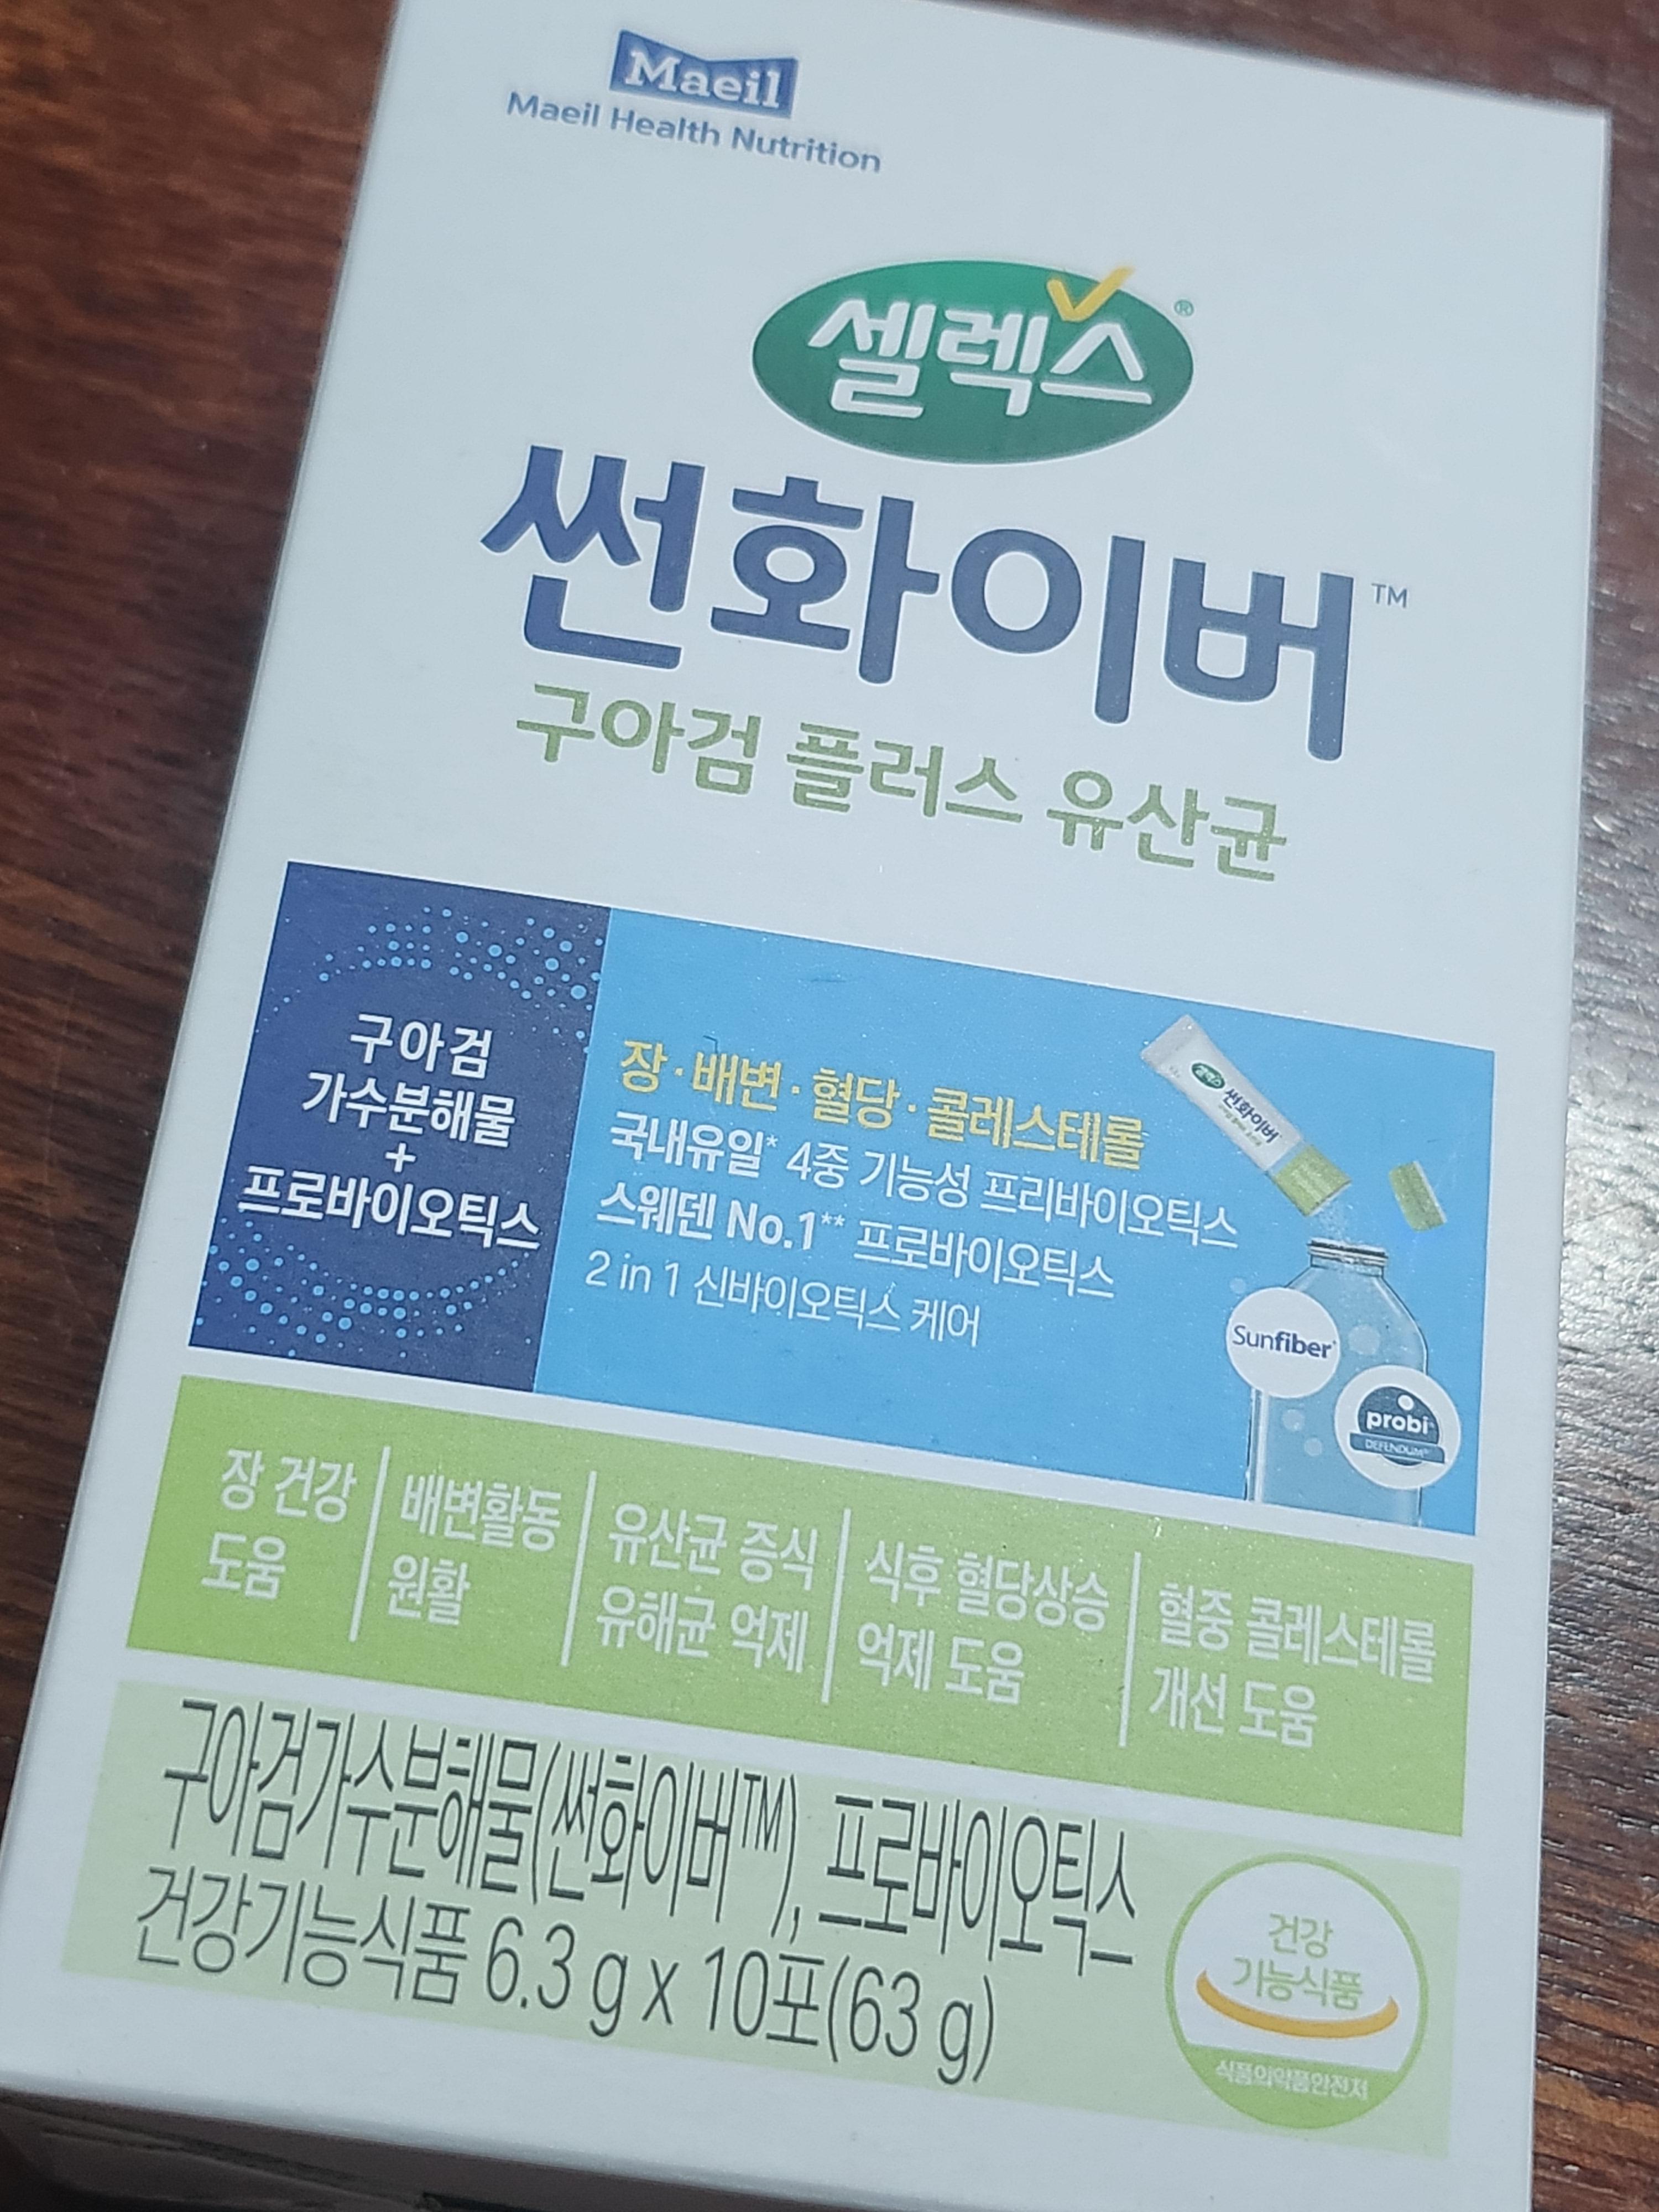 Maeil
Maeil Health Nutrition
셀렉스®
썬화이버™
구아검 플러스 유산균
구아검
가수분해물
+
프로바이오틱스
장·배변·혈당·콜레스테롤
국내유일* 4중 기능성 프리바이오틱스
스웨덴 No.1** 프로바이오틱스
2 in 1 신바이오틱스 케어
셀렉스
썬화이버
Sunfiber®
probi®
DEFENDUM®
장 건강
도움
배변활동
원활
유산균 증식
유해균 억제
식후 혈당상승
억제 도움
혈중 콜레스테롤
개선 도움
구아검가수분해물(썬화이버™), 프로바이오틱스
건강기능식품 6.3 g x 10포(63 g)
건강
기능식품
식품의약품안전처